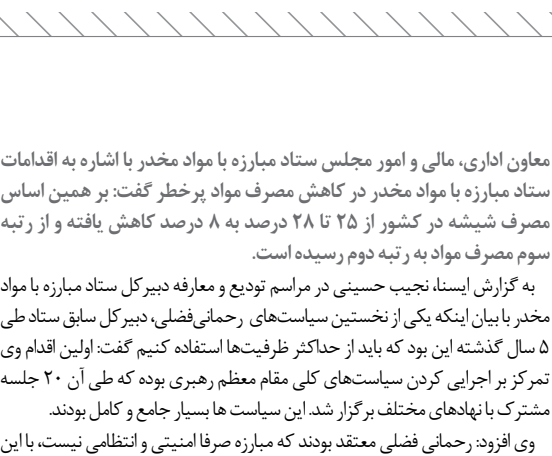 معاون اداری، مالی و امور مجلس ستاد مبارزه با مواد مخدر با اشاره به اقدامات
ستاد مبارزه با مواد مخدر در کاهش مصرف مواد پرخطر گفت: بر همین اساس
مصرف شیشه در کشور از ۲۵ تا ۲۸ درصد به ۸ درصد کاهش یافته و از رتبه
سوم مصرف مواد به رتبه دوم رسیده است.
به گزارش ایسنا، نجیب حسینی در مراسم تودیع و معارفه دبیرکل ستاد مبارزه با مواد
مخدر با بیان اینکه یکی از نخستین سیاست‌های رحمانی‌فضلی، دبیرکل سابق ستاد طی
۵ سال گذشته این بود که باید از حداکثر ظرفیت‌ها استفاده کنیم گفت: اولین اقدام وی
تمرکز بر اجرایی کردن سیاست‌های کلی مقام معظم رهبری بوده که طی آن ۲۰ جلسه
مشترک با نهادهای مختلف برگزار شد. این سیاست ها بسیار جامع و کامل بودند.
وی افزود: رحمانی فضلی معتقد بودند که مبارزه صرفا امنیتی و انتظامی نیست، با این